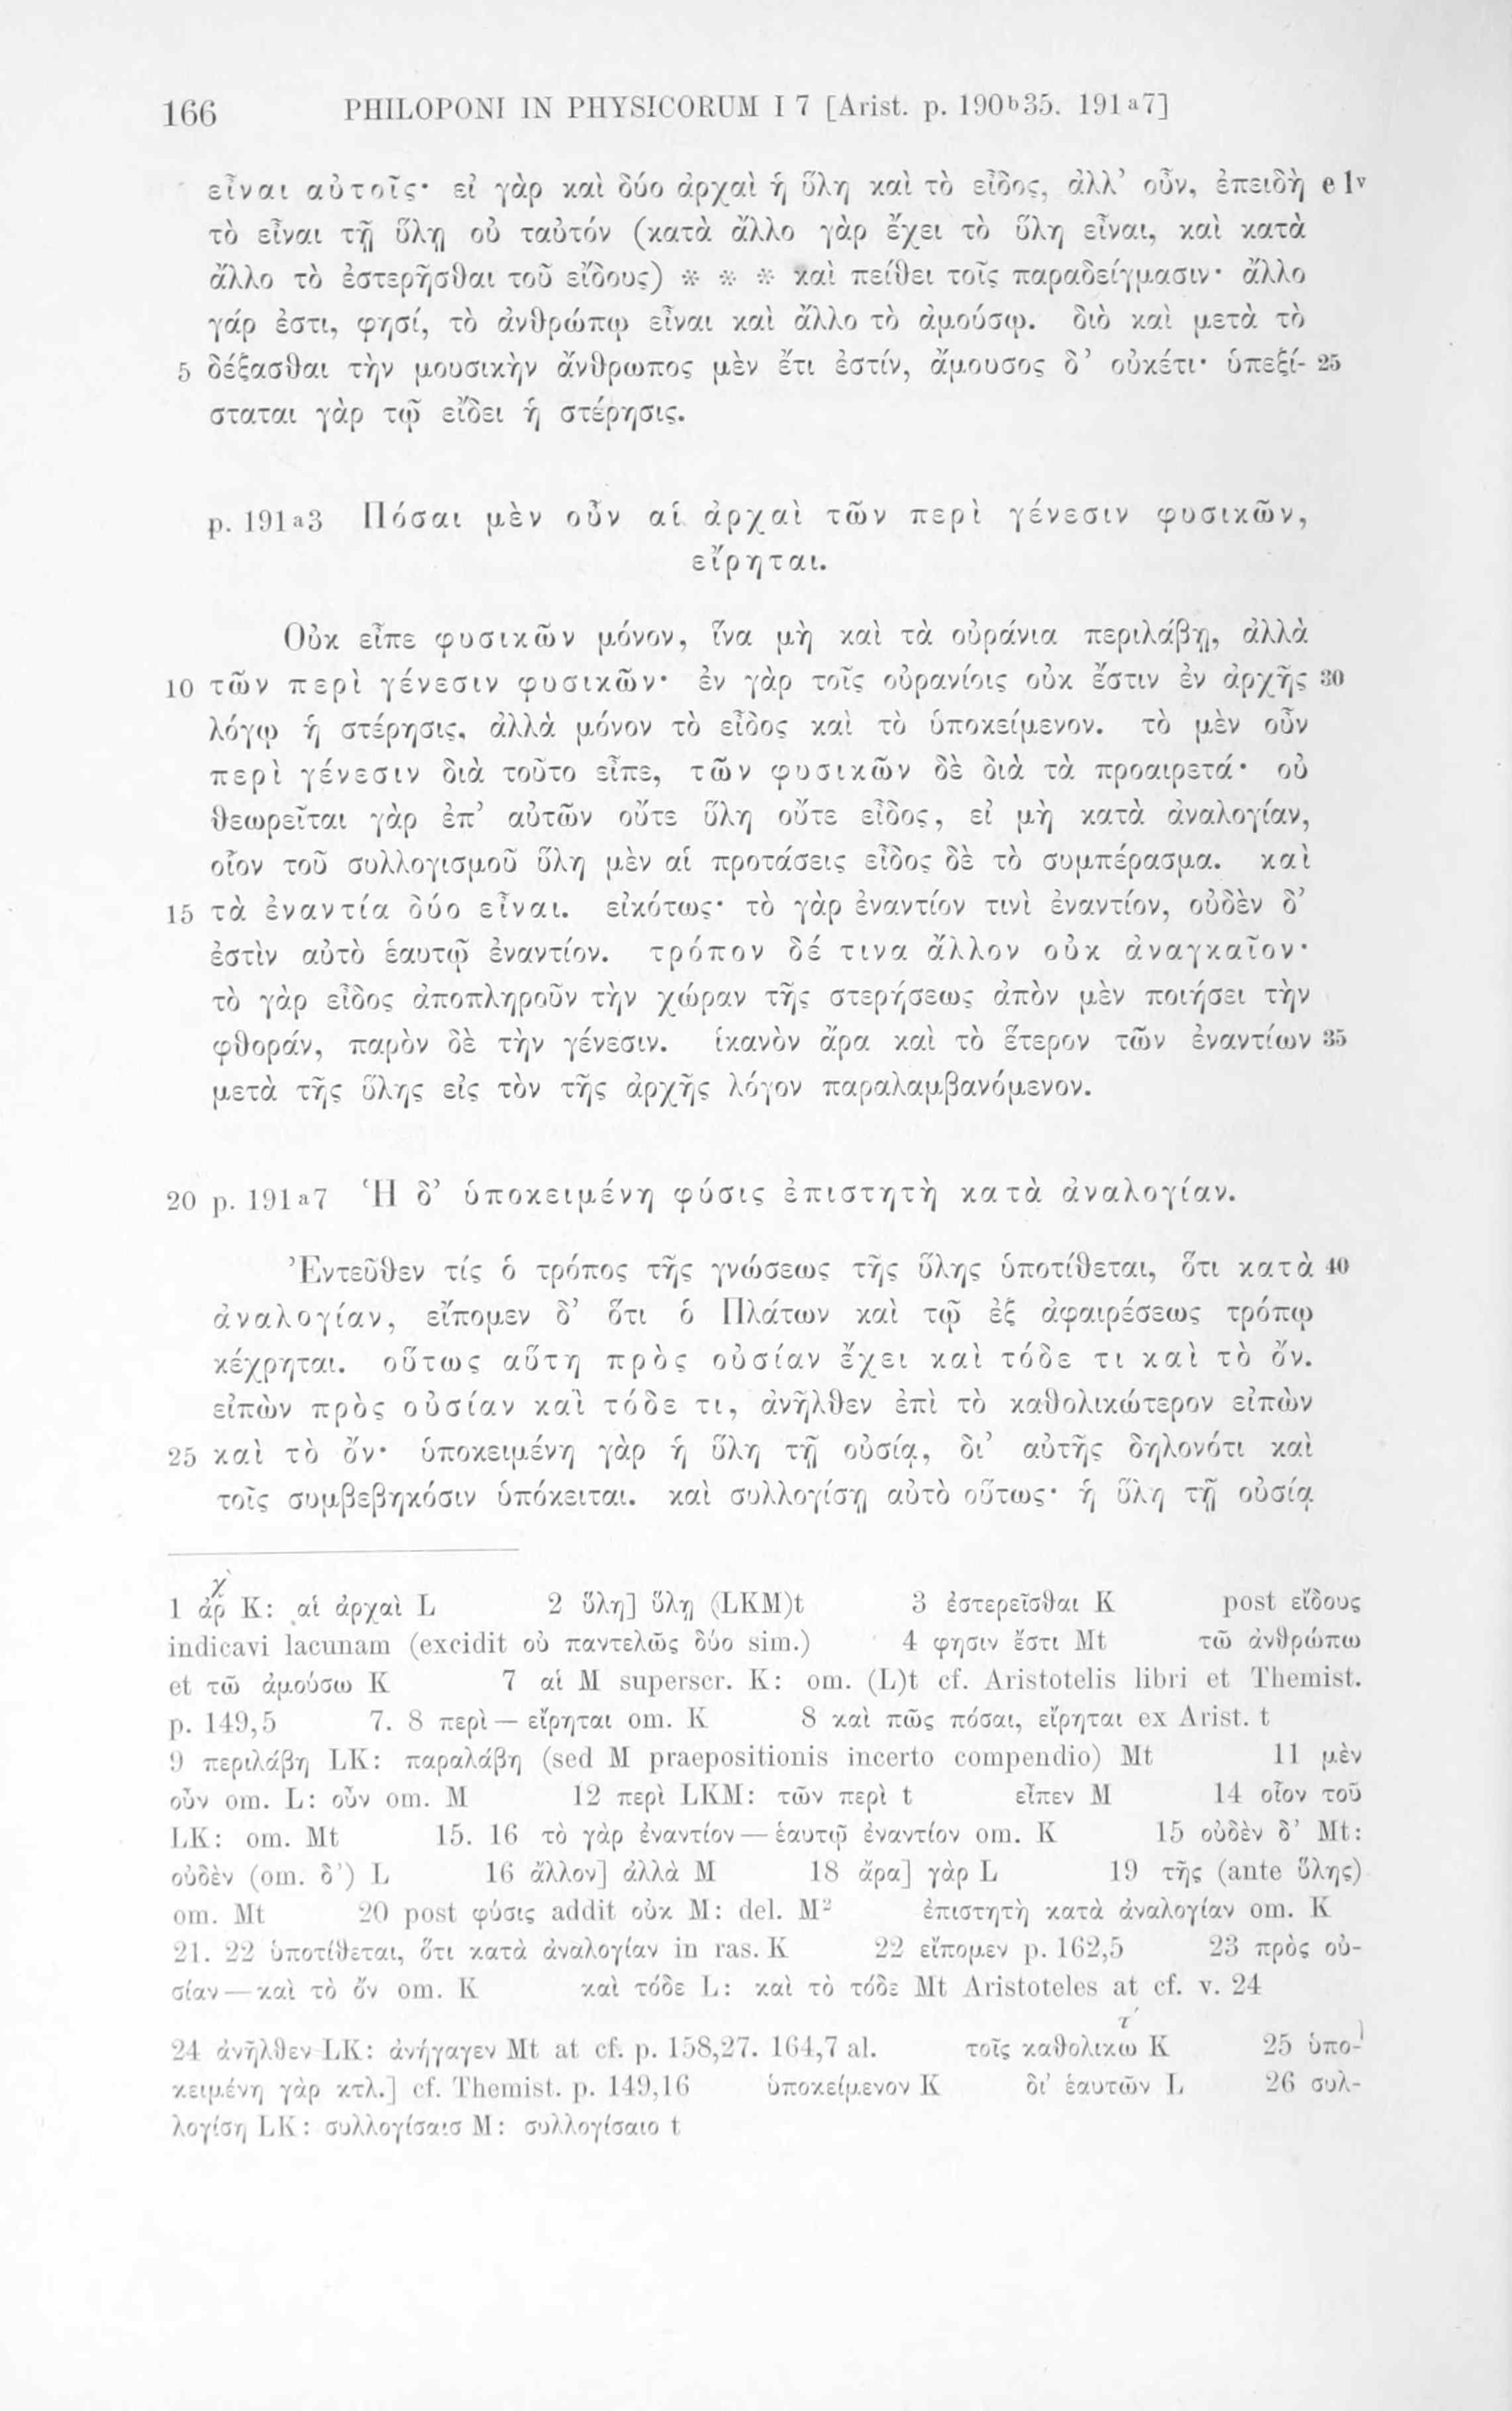 166 PHILOPONI IN PHYSICORUM I 7 [Arist. p. 190b35. 191a7]
εἶναι αὐτοῖς· εἰ γὰρ καὶ δύο ἀρχαὶ ἡ ὕλη καὶ τὸ εἶδος, ἀλλ’ οὖν, ἐπειδὴ e1v
τὸ εἶναι τῇ ὕλῃ οὐ ταὐτόν (κατὰ ἄλλο γὰρ ἔχει τὸ ὕλη εἶναι, καὶ κατὰ
ἄλλο τὸ ἐστερῆσθαι τοῦ εἴδους) * * * καὶ πείθει τοῖς παραδείγμασιν· ἄλλο
γάρ ἐστι, φησί, τὸ ἀνθρώπῳ εἶναι καὶ ἄλλο τὸ ἀμούσῳ. διὸ καὶ μετὰ τὸ
5 δέξασθαι τὴν μουσικὴν ἄνθρωπος μὲν ἔτι ἐστίν, ἄμουσος δ’ οὐκέτι· ὑπεξί- 25
σταται γὰρ τῷ εἴδει ἡ στέρησις.
p. 191a3 Πόσαι μὲν οὖν αἱ ἀρχαὶ τῶν περὶ γένεσιν φυσικῶν,
εἴρηται.
Οὐκ εἶπε φυσικῶν μόνον, ἵνα μὴ καὶ τὰ οὐράνια περιλάβῃ, ἀλλὰ
10 τῶν περὶ γένεσιν φυσικῶν· ἐν γὰρ τοῖς οὐρανίοις οὐκ ἔστιν ἐν ἀρχῆς 30
λόγῳ ἡ στέρησις, ἀλλὰ μόνον τὸ εἶδος καὶ τὸ ὑποκείμενον. τὸ μὲν οὖν
περὶ γένεσιν διὰ τοῦτο εἶπε, τῶν φυσικῶν δὲ διὰ τὰ προαιρετά· οὐ
θεωρεῖται γὰρ ἐπ’ αὐτῶν οὔτε ὕλη οὔτε εἶδος, εἰ μὴ κατὰ ἀναλογίαν,
οἷον τοῦ συλλογισμοῦ ὕλη μὲν αἱ προτάσεις εἶδος δὲ τὸ συμπέρασμα. καὶ
15 τὰ ἐναντία δύο εἶναι. εἰκότως· τὸ γὰρ ἐναντίον τινὶ ἐναντίον, οὐδὲν δ’
ἐστὶν αὐτὸ ἑαυτῷ ἐναντίον. τρόπον δέ τινα ἄλλον οὐκ ἀναγκαῖον·
τὸ γὰρ εἶδος ἀποπληροῦν τὴν χώραν τῆς στερήσεως ἀπὸν μὲν ποιήσει τὴν
φθοράν, παρὸν δὲ τὴν γένεσιν. ἱκανὸν ἄρα καὶ τὸ ἕτερον τῶν ἐναντίων 35
μετὰ τῆς ὕλης εἰς τὸν τῆς ἀρχῆς λόγον παραλαμβανόμενον.
20 p. 191a7 Ἡ δ’ ὑποκειμένη φύσις ἐπιστητὴ κατὰ ἀναλογίαν.
Ἐντεῦθεν τίς ὁ τρόπος τῆς γνώσεως τῆς ὕλης ὑποτίθεται, ὅτι κατὰ 40
ἀναλογίαν, εἴπομεν δ’ ὅτι ὁ Πλάτων καὶ τῷ ἐξ ἀφαιρέσεως τρόπῳ
κέχρηται. οὕτως αὕτη πρὸς οὐσίαν ἔχει καὶ τόδε τι καὶ τὸ ὄν.
εἰπὼν πρὸς οὐσίαν καὶ τόδε τι, ἀνῆλθεν ἐπὶ τὸ καθολικώτερον εἰπὼν
25 καὶ τὸ ὄν· ὑποκειμένη γὰρ ἡ ὕλη τῇ οὐσίᾳ, δι’ αὐτῆς δηλονότι καὶ
τοῖς συμβεβηκόσιν ὑπόκειται. καὶ συλλογίσῃ αὐτὸ οὕτως· ἡ ὕλη τῇ οὐσίᾳ
1 ἀρχ K: αἱ ἀρχαὶ L 2 ὕλη] ὕλῃ (LKM)t 3 ἐστερεῖσθαι K post εἴδους
indicavi lacunam (excidit οὐ παντελῶς δύο sim.) 4 φησιν ἔστι Mt τῶ ἀνθρώπω
et τῶ ἀμούσω K 7 αἱ M superscr. K: om. (L)t cf. Aristotelis libri et Themist.
p. 149,5 7. 8 περὶ — εἴρηται om. K 8 καὶ πῶς πόσαι, εἴρηται ex Arist. t
9 περιλάβη LK: παραλάβη (sed M praepositionis incerto compendio) Mt 11 μὲν
οὖν om. L: οὖν om. M 12 περὶ LKM: τῶν περὶ t εἶπεν M 14 οἷον τοῦ
LK: om. Mt 15. 16 τὸ γὰρ ἐναντίον — ἑαυτῷ ἐναντίον om. K 15 οὐδὲν δ’ Mt:
οὐδὲν (om. δ’) L 16 ἄλλον] ἀλλὰ M 18 ἄρα] γὰρ L 19 τῆς (ante ὕλης)
om. Mt 20 post φύσις addit οὐκ M: del. M2 ἐπιστητὴ κατὰ ἀναλογίαν om. K
21. 22 ὑποτίθεται, ὅτι κατὰ ἀναλογίαν in ras. K 22 εἴπομεν p. 162,5 23 πρὸς οὐ-
σίαν — καὶ τὸ ὄν om. K καὶ τόδε L: καὶ τὸ τόδε Mt Aristoteles at cf. v. 24
24 ἀνῆλθεν LK: ἀνήγαγεν Mt at cf. p. 158,27. 164,7 al. τοῖς καθολικω K 25 ὑπο-
κειμένη γὰρ κτλ.] cf. Themist. p. 149,16 ὑποκείμενον K δι’ ἑαυτῶν L 26 συλ-
λογίση LK: συλλογίσαισ M: συλλογίσαιο t